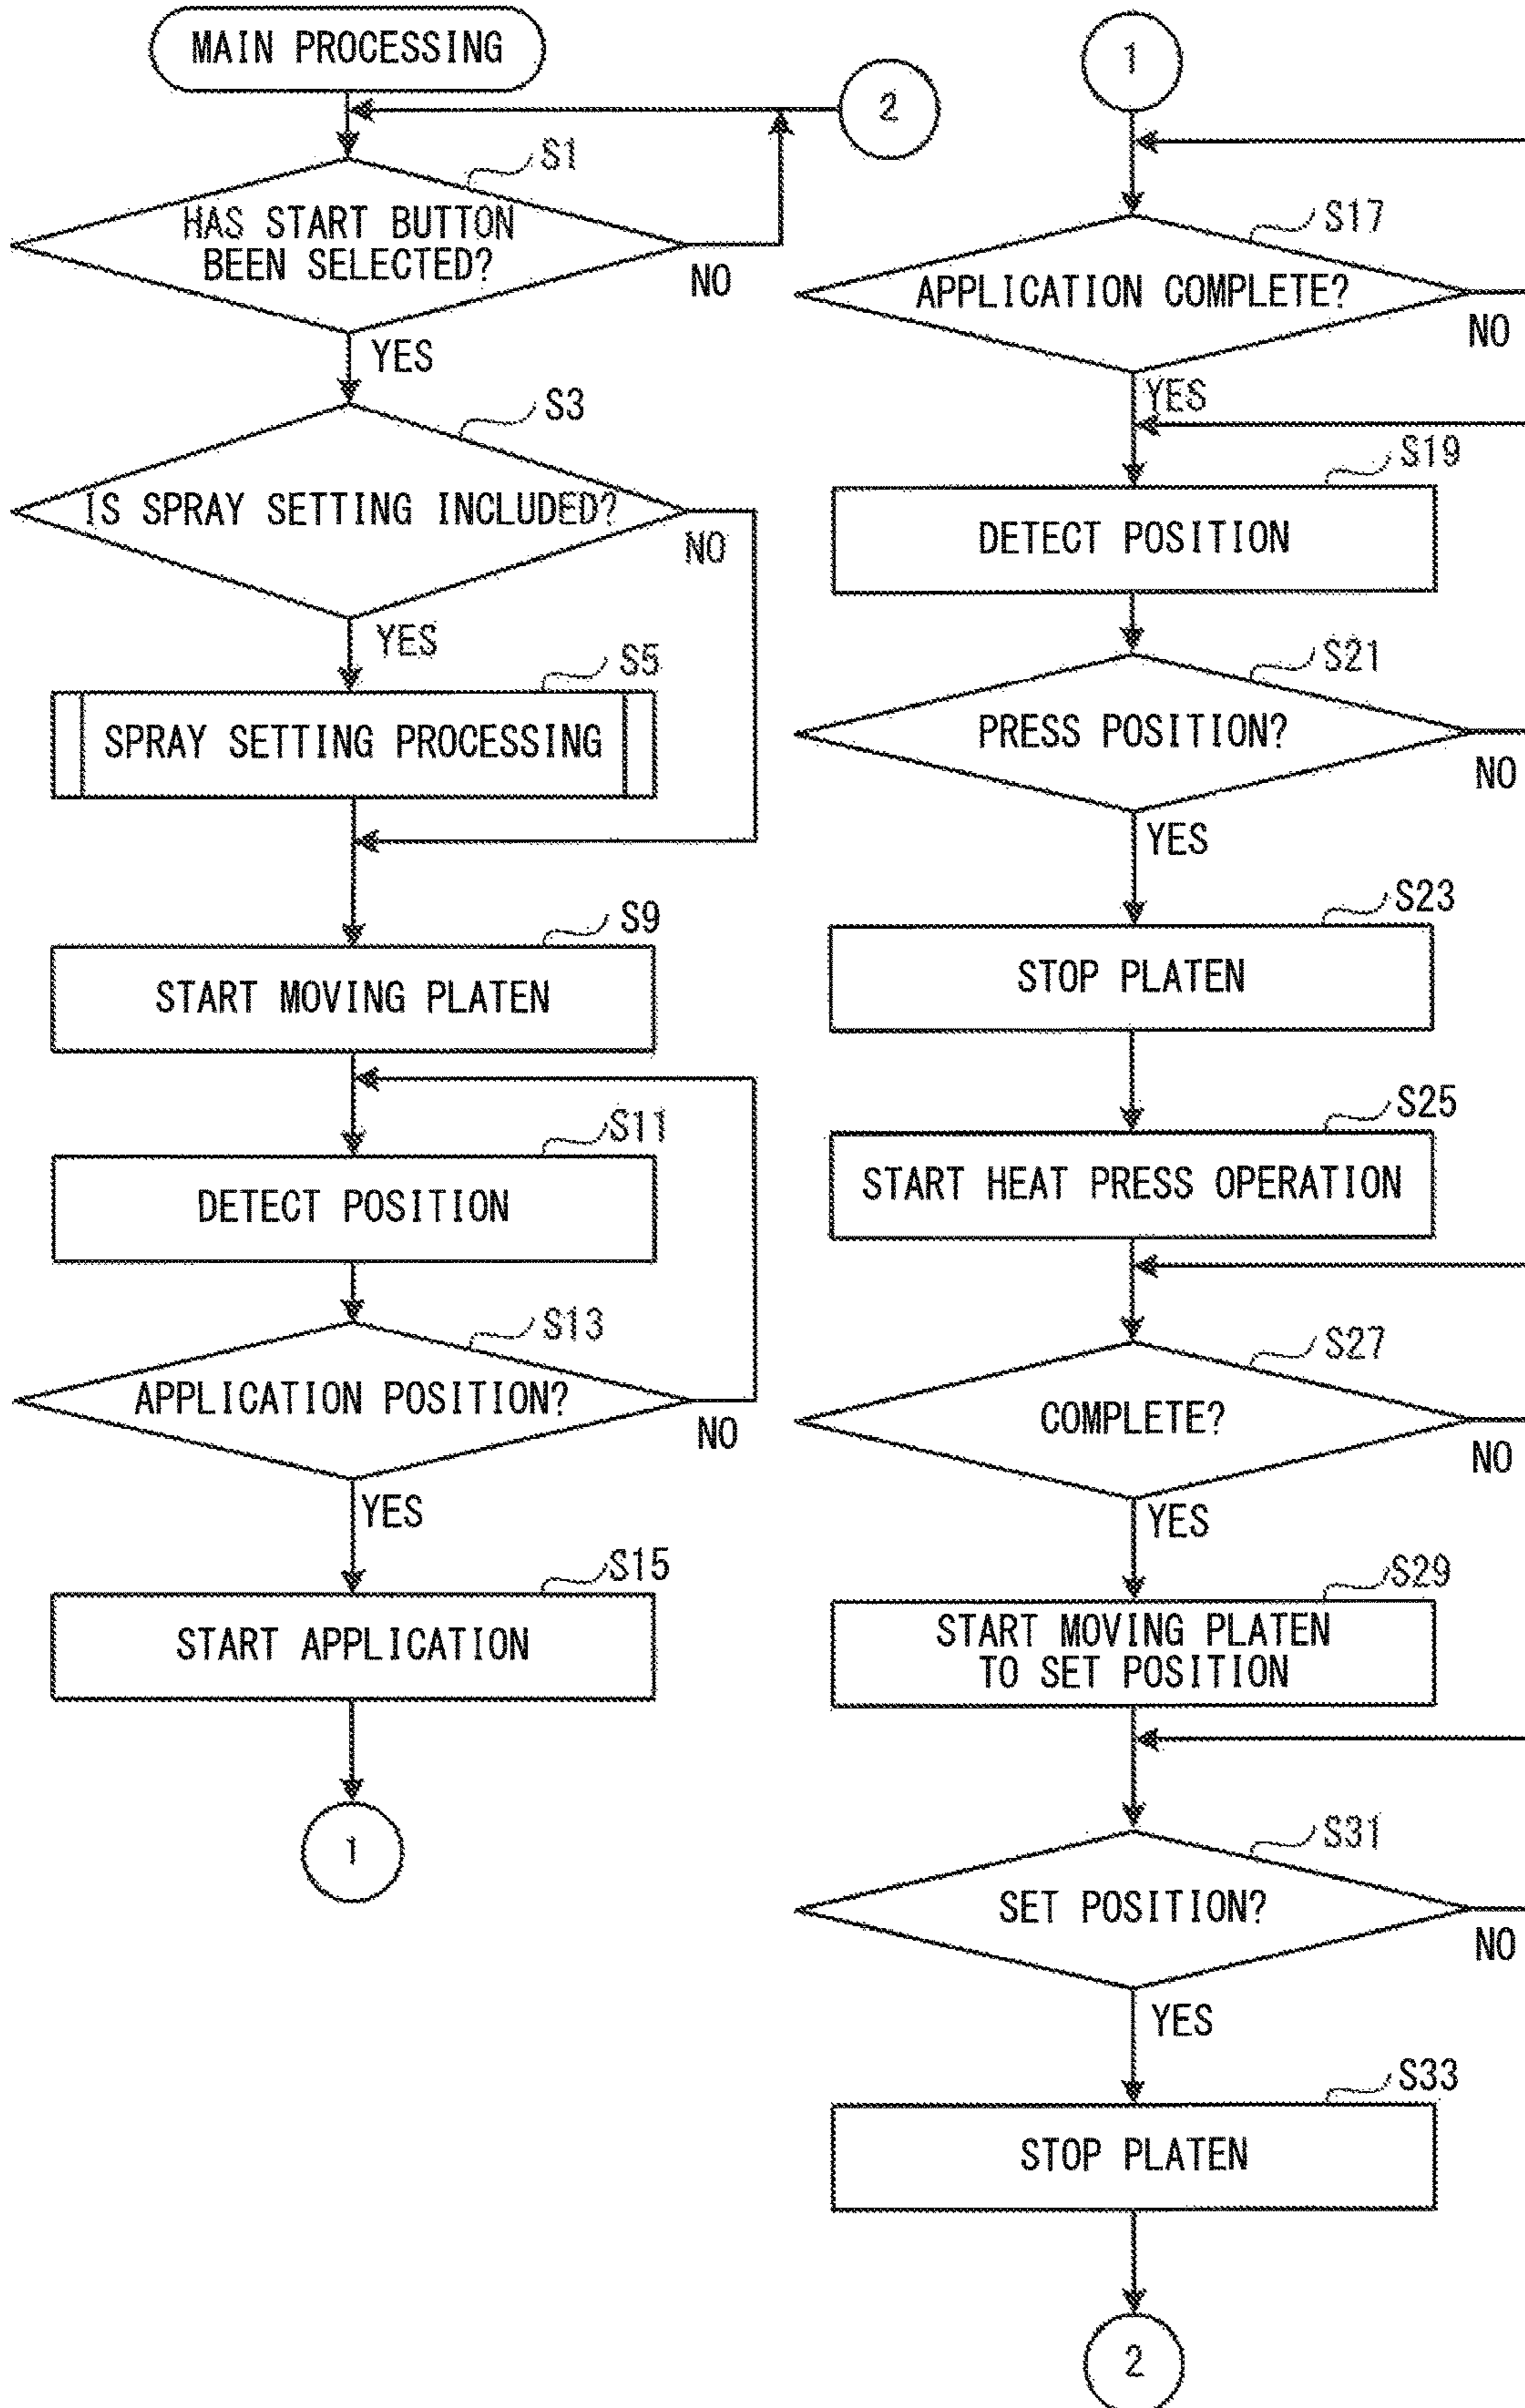 MAIN PROCESSING
2
S1
HAS START BUTTON
BEEN SELECTED?
NO
YES
S3
IS SPRAY SETTING INCLUDED?
NO
YES
S5
SPRAY SETTING PROCESSING
S9
START MOVING PLATEN
S11
DETECT POSITION
S13
APPLICATION POSITION?
NO
YES
S15
START APPLICATION
1
1
S17
APPLICATION COMPLETE?
NO
YES
S19
DETECT POSITION
S21
PRESS POSITION?
NO
YES
S23
STOP PLATEN
S25
START HEAT PRESS OPERATION
S27
COMPLETE?
NO
YES
S29
START MOVING PLATEN
TO SET POSITION
S31
SET POSITION?
NO
YES
S33
STOP PLATEN
2